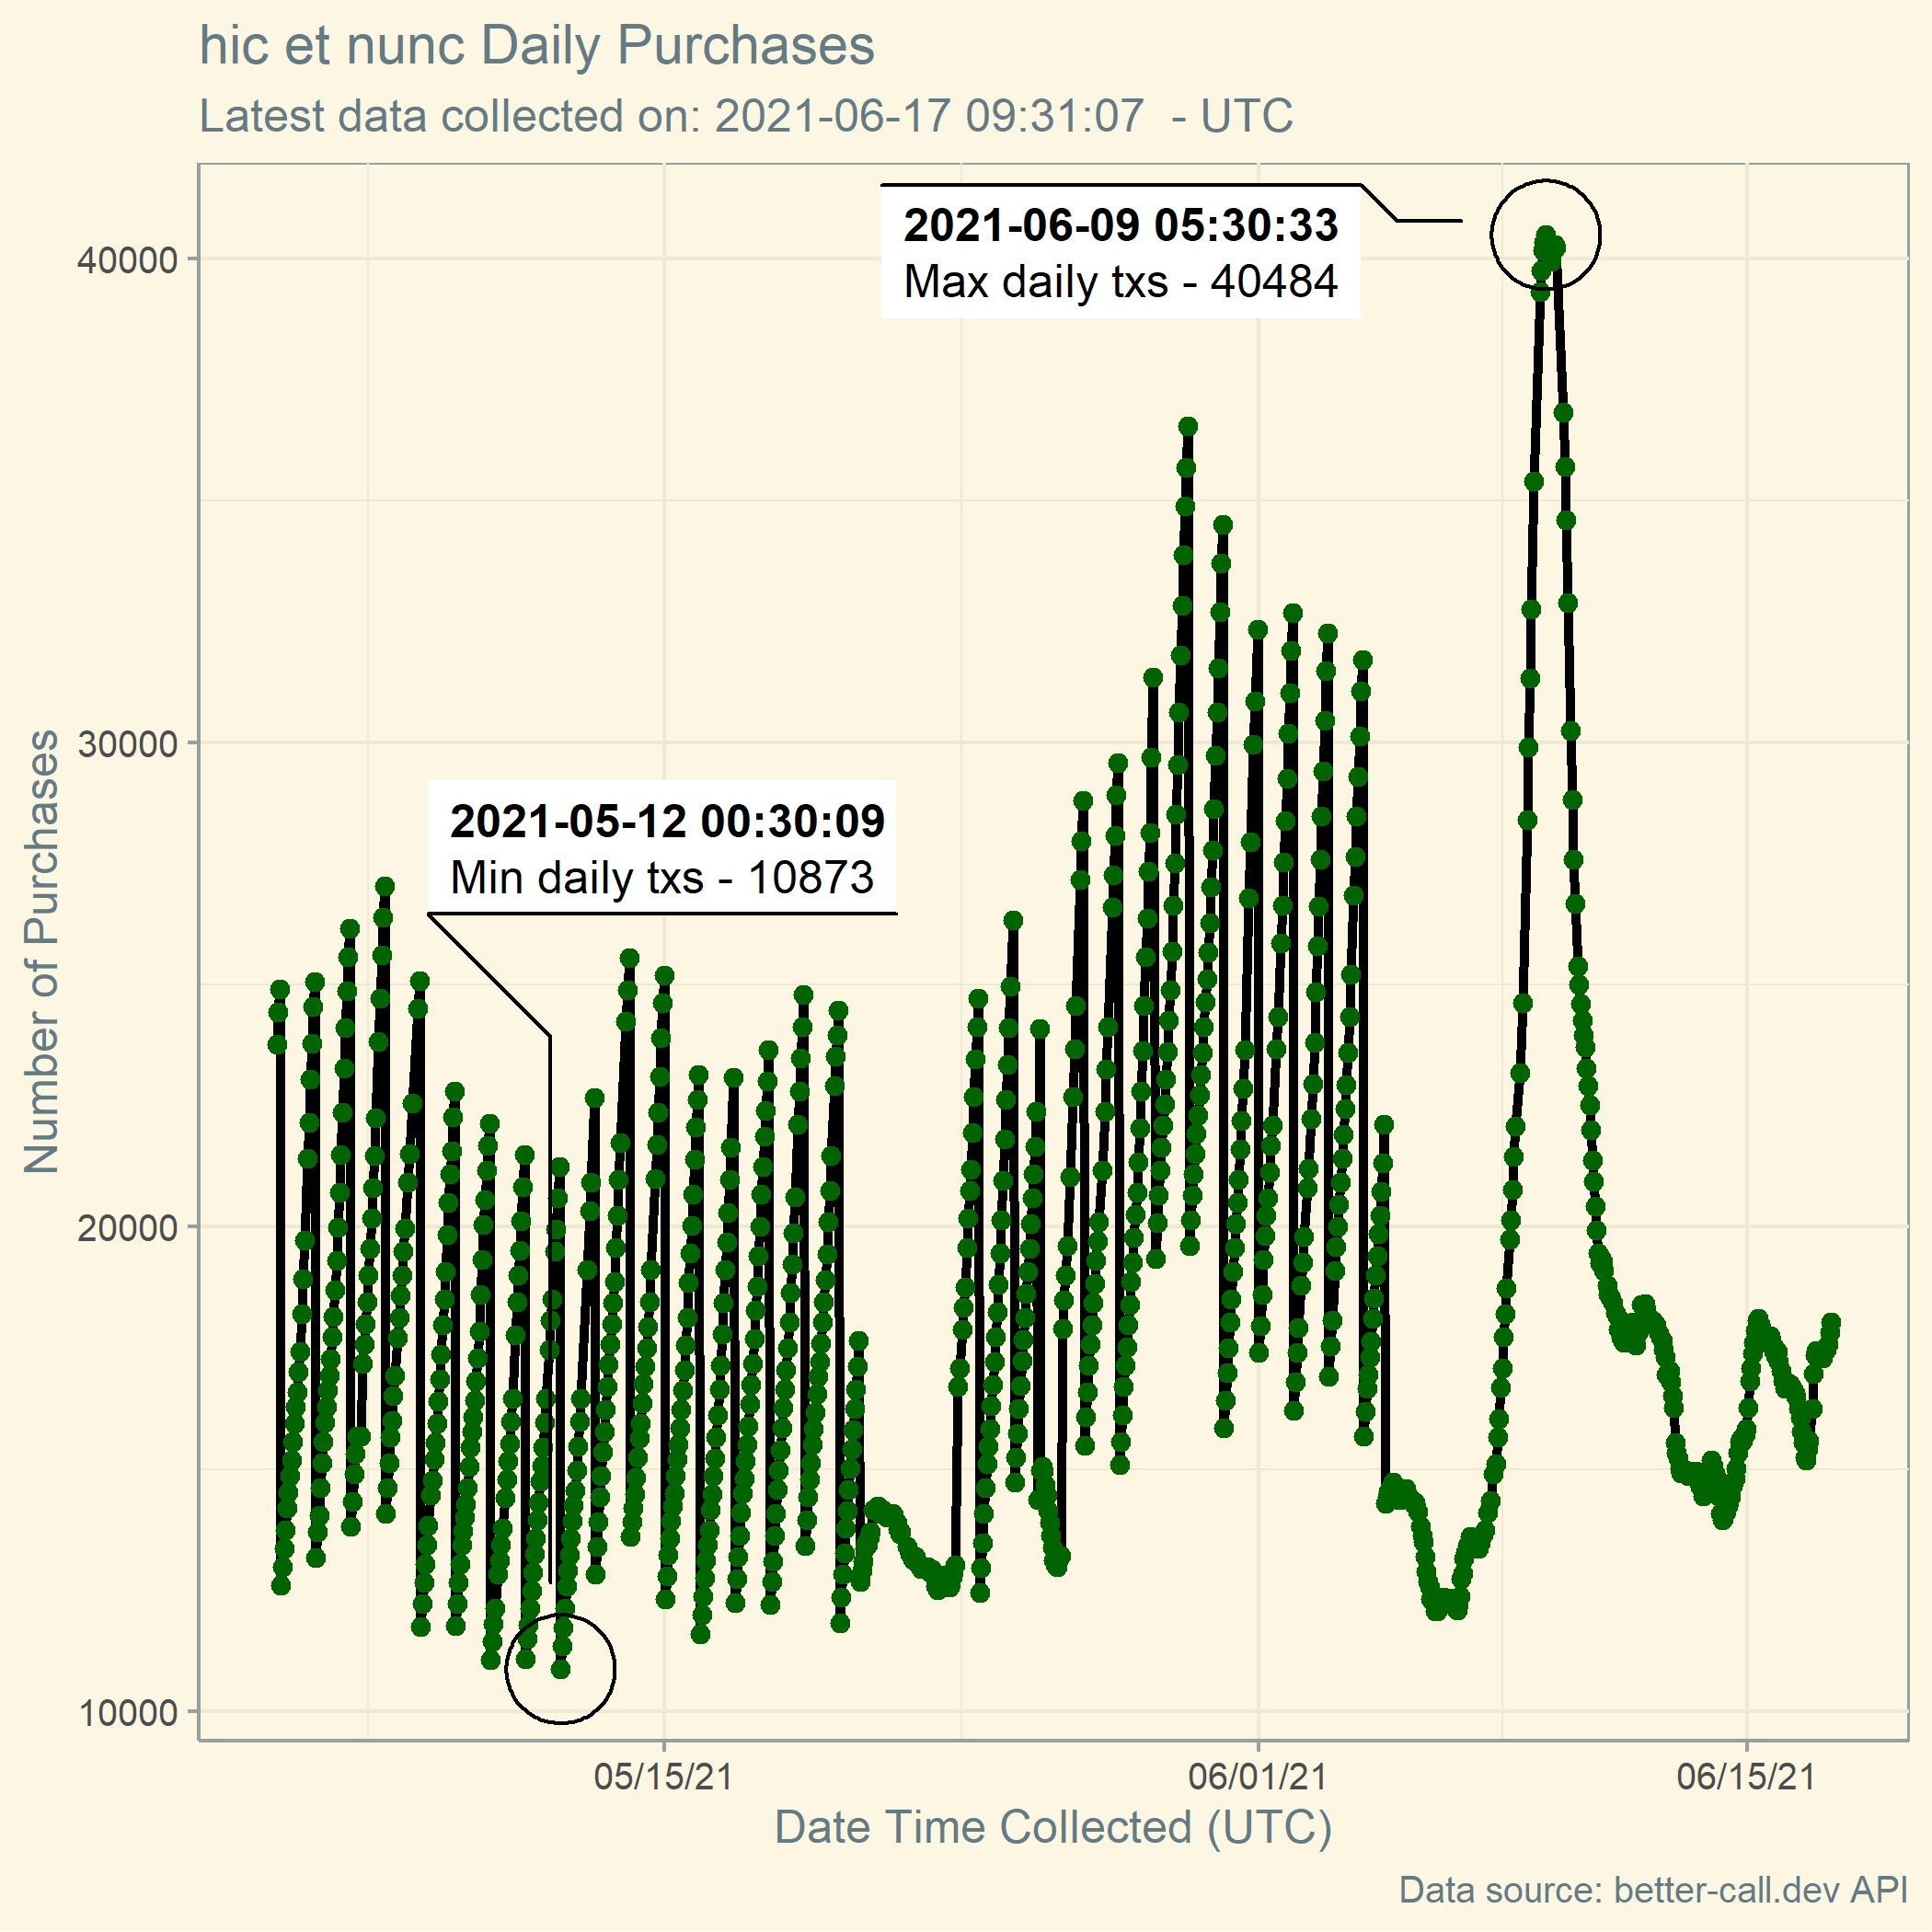 hic et nunc Daily Purchases
Latest data collected on: 2021-06-17 09:31:07 - UTC
2021-06-09 05:30:33
Max daily txs - 40484
2021-05-12 00:30:09
Min daily txs - 10873
Number of Purchases
40000
30000
20000
10000
05/15/21
06/01/21
06/15/21
Date Time Collected (UTC)
Data source: better-call.dev API